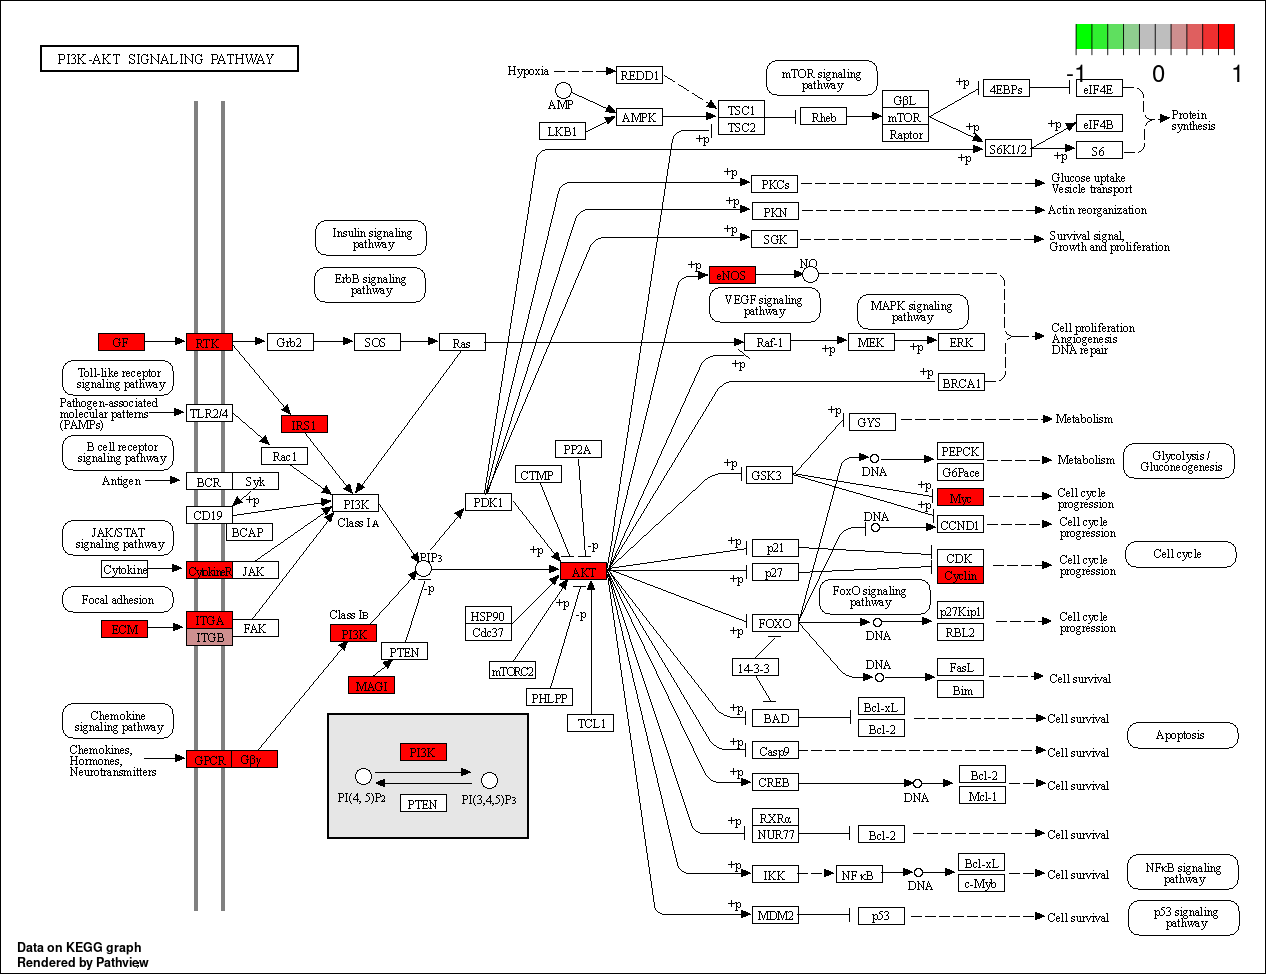 PI3K-AKT SIGNALING PATHWAY
-1 0 1
Hypoxia
REDD1
mTOR signaling
pathway
AMP
LKB1
AMPK
TSC1
TSC2
+p
Rheb
GβL
mTOR
Raptor
+p
4EBPs
eIF4E
+p
+p
S6K1/2
+p
eIF4B
+p
S6
Protein
synthesis
+p
PKCs
Glucose uptake
Vesicle transport
+p
PKN
Actin reorganization
+p
SGK
Survival signal,
Growth and proliferation
Insulin signaling
pathway
ErbB signaling
pathway
+p
eNOS
NO
VEGF signaling
pathway
MAPK signaling
pathway
GF
RTK
Grb2
SOS
Ras
Raf-1
+p
+p
MEK
+p
ERK
Cell proliferation
Angiogenesis
DNA repair
+p
BRCA1
Toll-like receptor
signaling pathway
Pathogen-associated
molecular patterns
(PAMPs)
TLR2/4
IRS1
Rac1
B cell receptor
signaling pathway
Antigen
BCR
Syk
+p
CD19
BCAP
PI3K
Class IA
JAK/STAT
signaling pathway
Cytokine
CytokineR
JAK
Focal adhesion
ECM
ITGA
ITGB
FAK
PDK1
CTMP
PP2A
PIP3
+p
-p
AKT
-p
+p
-p
Class IB
PI3K
PTEN
MAGI
HSP90
Cdc37
mTORC2
PHLPP
TCL1
Chemokine
signaling pathway
Chemokines,
Hormones,
Neurotransmitters
GPCR
Gβγ
PI3K
PI(4, 5)P2
PI(3,4,5)P3
PTEN
+p
GYS
Metabolism
+p
GSK3
DNA
PEPCK
G6Pace
Metabolism
Glycolysis /
Gluconeogenesis
+p
Myc
Cell cycle
progression
+p
DNA
CCND1
Cell cycle
progression
+p
p21
+p
p27
CDK
Cyclin
Cell cycle
progression
Cell cycle
FoxO signaling
pathway
+p
FOXO
DNA
p27Kip1
RBL2
Cell cycle
progression
14-3-3
DNA
FasL
Bim
Cell survival
+p
BAD
Bcl-xL
Bcl-2
Cell survival
+p
Casp9
Cell survival
Apoptosis
+p
CREB
DNA
Bcl-2
Mcl-1
Cell survival
+p
RXRα
NUR77
Bcl-2
Cell survival
+p
IKK
NFκB
DNA
Bcl-xL
c-Myb
Cell survival
NFκB signaling
pathway
+p
MDM2
p53
Cell survival
p53 signaling
pathway
Data on KEGG graph
Rendered by Pathview